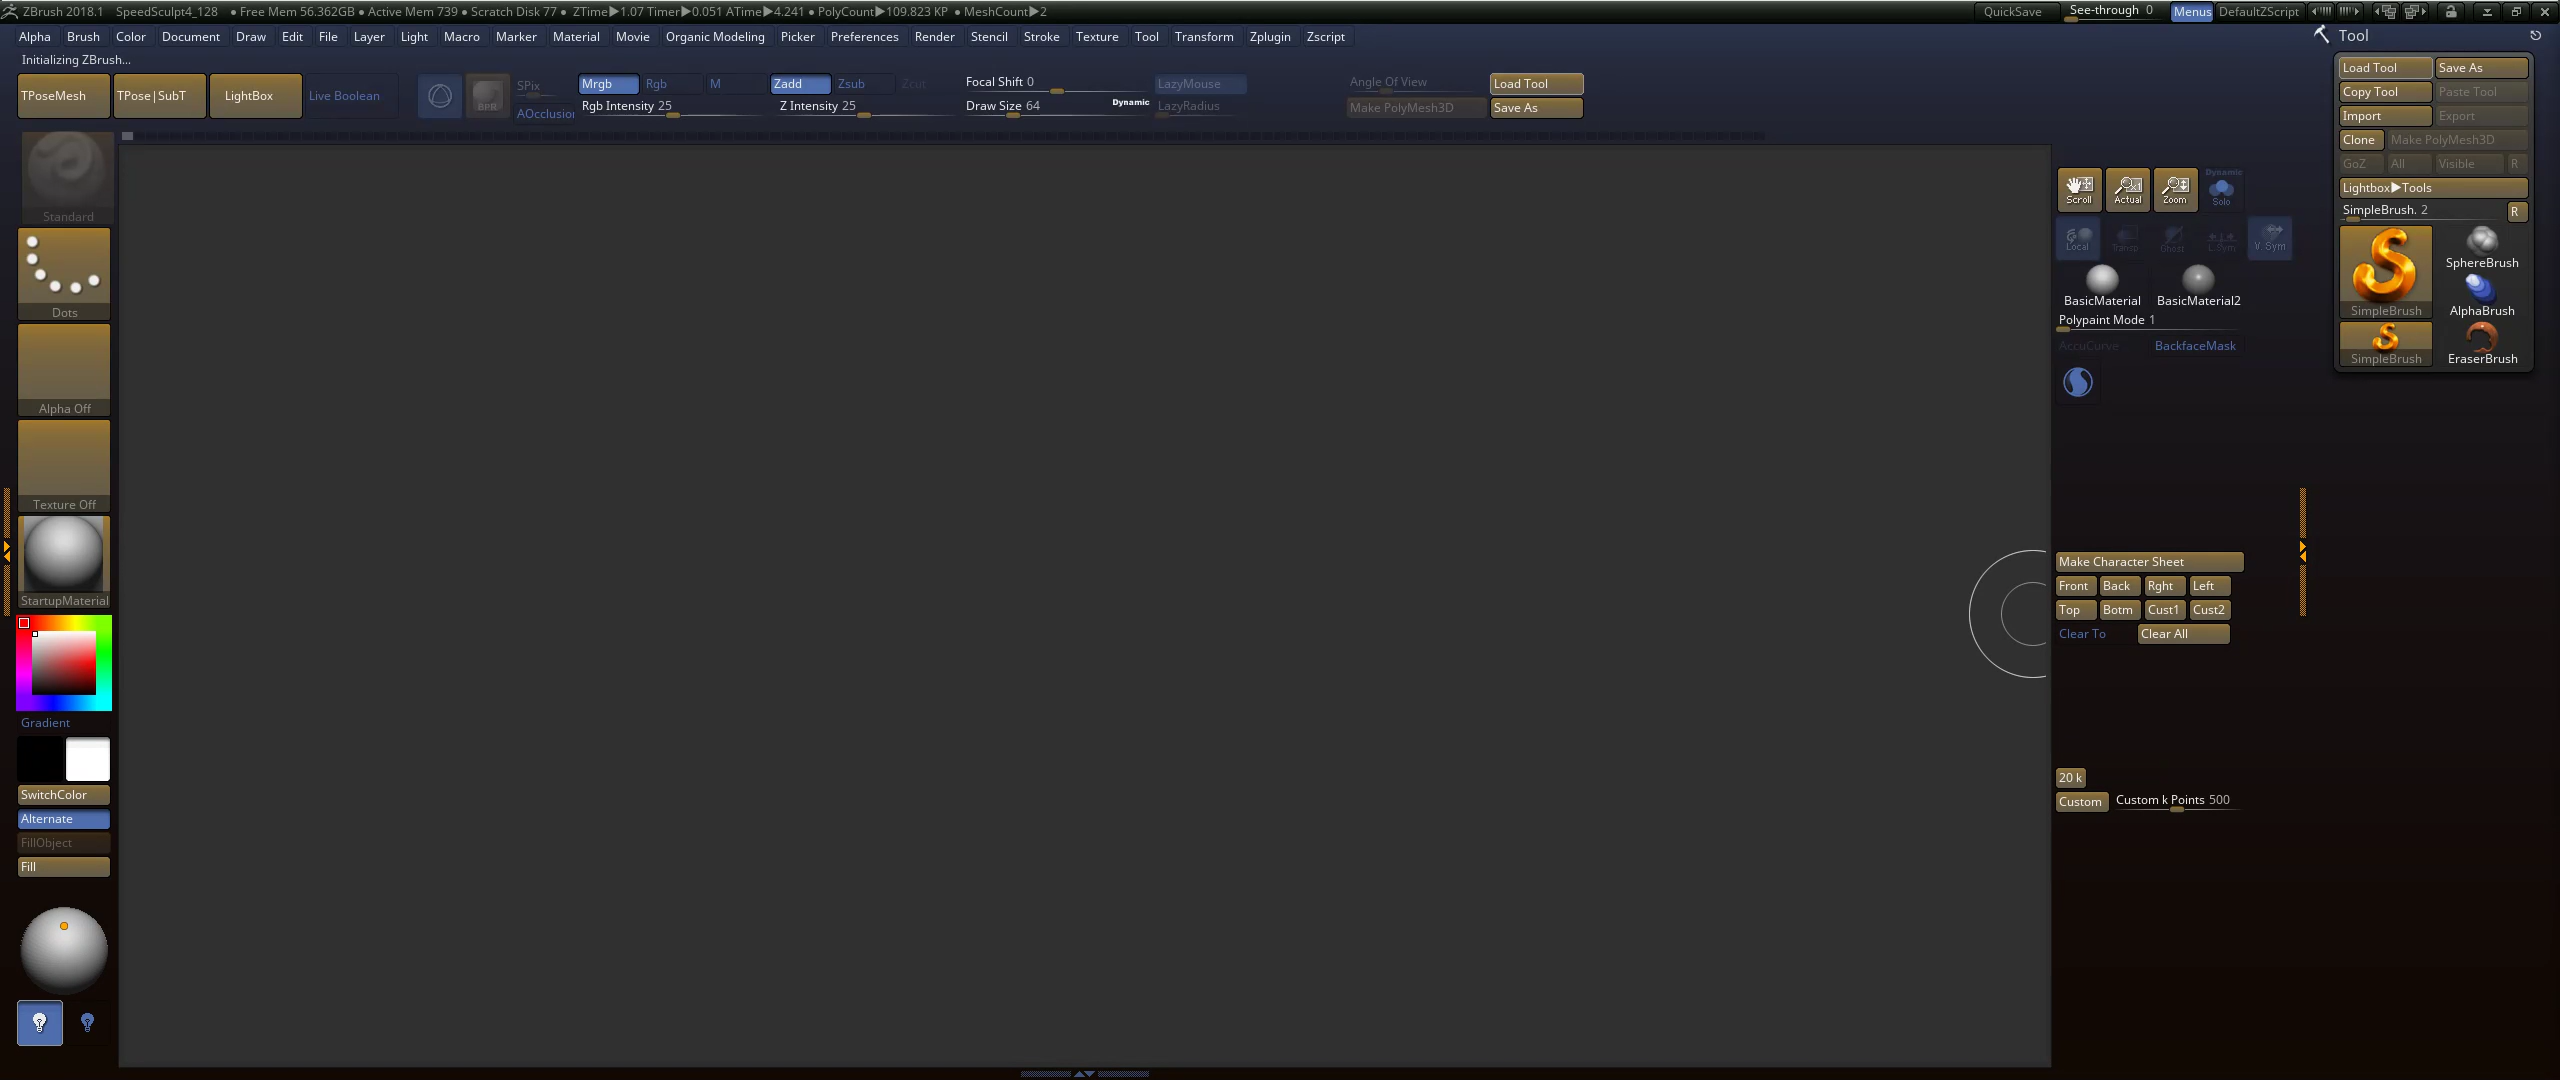 ZBrush 2018.1 SpeedSculpt4_128 ● Free Mem 56.362GB ● Active Mem 739 ● Scratch Disk 77 ● ZTime▶1.07 Timer▶0.051 ATime▶4.241 ● PolyCount▶109.823 KP ● MeshCount▶2 QuickSave See-through 0 Menus DefaultZScript
Alpha Brush Color Document Draw Edit File Layer Light Macro Marker Material Movie Organic Modeling Picker Preferences Render Stencil Stroke Texture Tool Transform Zplugin Zscript
Initializing ZBrush...
TPoseMesh TPose|SubT LightBox Live Boolean
BPR
SPix
AOcclusion
Mrgb Rgb M Zadd Zsub Zcut
Rgb Intensity 25 Z Intensity 25
Focal Shift 0
Draw Size 64 Dynamic
LazyMouse
LazyRadius
Angle Of View
Make PolyMesh3D
Load Tool
Save As
Standard
Dots
Alpha Off
Texture Off
StartupMaterial
Gradient
SwitchColor
Alternate
FillObject
Fill
Scroll Actual Zoom Dynamic Solo
Local Transp Ghost L.Sym V Sym
BasicMaterial BasicMaterial2
Polypaint Mode 1
AccuCurve BackfaceMask
Make Character Sheet
Front Back Rght Left
Top Botm Cust1 Cust2
Clear To Clear All
20 k
Custom Custom k Points 500
Tool
Load Tool Save As
Copy Tool Paste Tool
Import Export
Clone Make PolyMesh3D
GoZ All Visible R
Lightbox▶Tools
SimpleBrush. 2 R
SimpleBrush SphereBrush
AlphaBrush
SimpleBrush EraserBrush